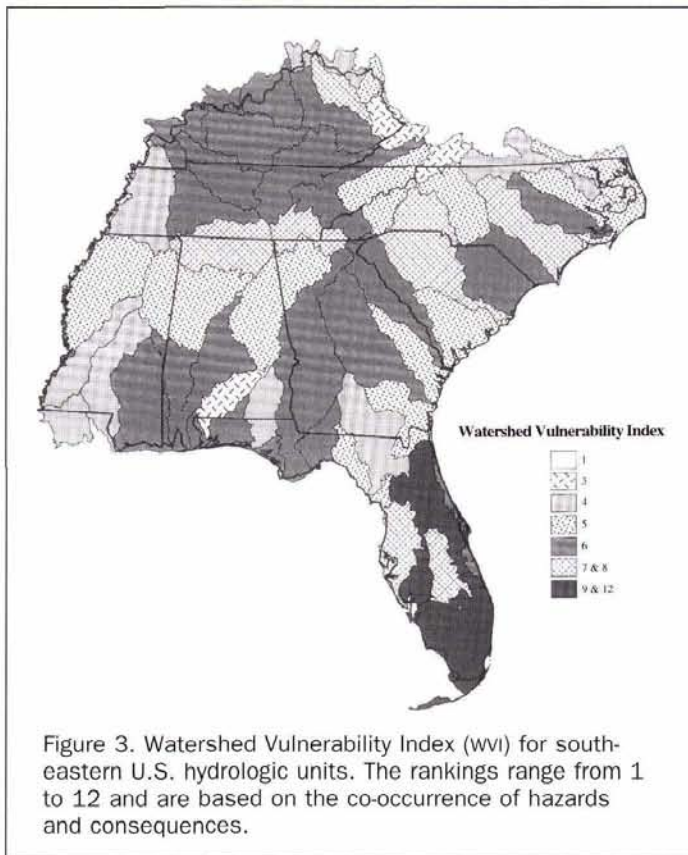 Watershed Vulnerability Index
1
3
4
5
6
7 & 8
9 & 12
Figure 3. Watershed Vulnerability Index (WVI) for south-
eastern U.S. hydrologic units. The rankings range from 1
to 12 and are based on the co-occurrence of hazards
and consequences.